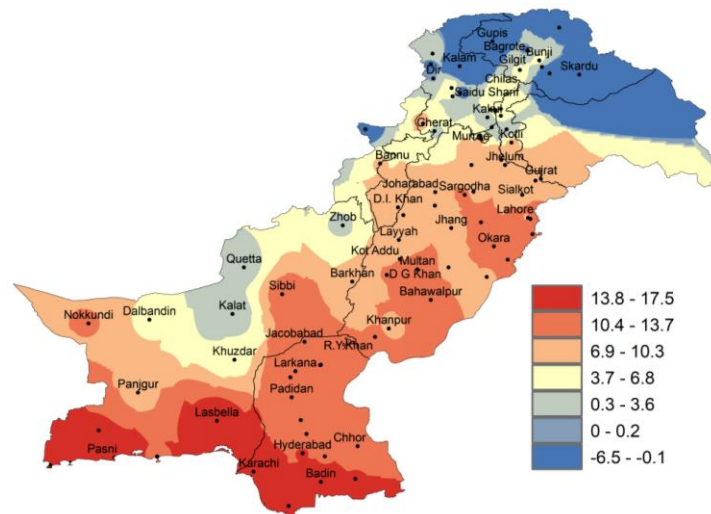 Gupis
Bagrote
Kalam
Bunji
Gilgit
Skardu
Dir
Chilas
Saidu Sharif
Kakul
Cherat
Murree
Kotli
Bannu
Jhelum
Gujrat
Joharabad
Sargodha
Sialkot
D.I. Khan
Lahore
Zhob
Layyah
Jhang
Okara
Kot Addu
Quetta
Multan
D G Khan
Barkhan
Sibbi
Bahawalpur
Nokkundi
Dalbandin
Kalat
Khanpur
Jacobabad
R.Y.Khan
Khuzdar
Larkana
Panjgur
Padidan
Lasbella
Pasni
Hyderabad
Chhor
Karachi
Badin
13.8 - 17.5
10.4 - 13.7
6.9 - 10.3
3.7 - 6.8
0.3 - 3.6
0 - 0.2
-6.5 - -0.1